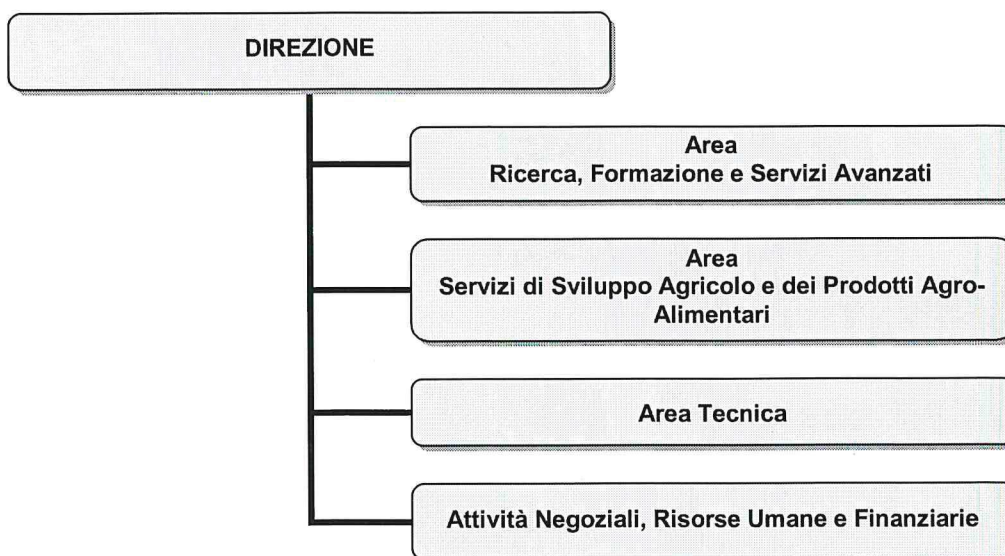 DIREZIONE
Area
Ricerca, Formazione e Servizi Avanzati
Area
Servizi di Sviluppo Agricolo e dei Prodotti Agro-
Alimentari
Area Tecnica
Attività Negoziali, Risorse Umane e Finanziarie